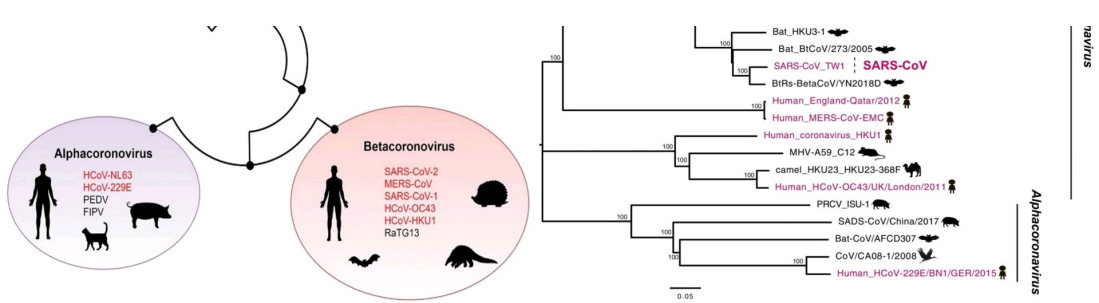 Alphacoronovirus
HCoV-NL63
HCoV-229E
PEDV
FIPV
Betacoronovirus
SARS-CoV-2
MERS-CoV
SARS-CoV-1
HCoV-OC43
HCoV-HKU1
RaTG13
Bat_HKU3-1
100
Bat_BtCoV/273/2005
100
SARS-CoV_TW1 SARS-CoV
100
BtRs-BetaCoV/YN2018D
Human_England-Qatar/2012
100
Human_MERS-CoV-EMC
Human_coronavirus_HKU1
100
MHV-A59_C12
100
camel_HKU23_HKU23-368F
100
Human_HCoV-OC43/UK/London/2011
PRCV_ISU-1
100
SADS-CoV/China/2017
100
Bat-CoV/AFCD307
100
CoV/CA08-1/2008
100
Human_HCoV-229E/BN1/GER/2015
0.05
navirus
Alphacoronavirus